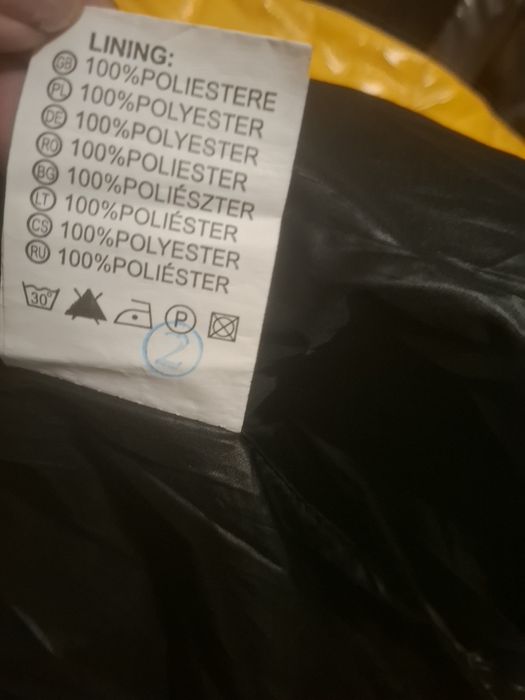 LINING:
GB 100%POLIESTERE
PL 100%POLYESTER
DE 100%POLYESTER
RO 100%POLIESTER
BG 100%POLIÉSZTER
LT 100%POLIÉSTER
CS 100%POLYESTER
RU 100%POLIÉSTER
30° P
2